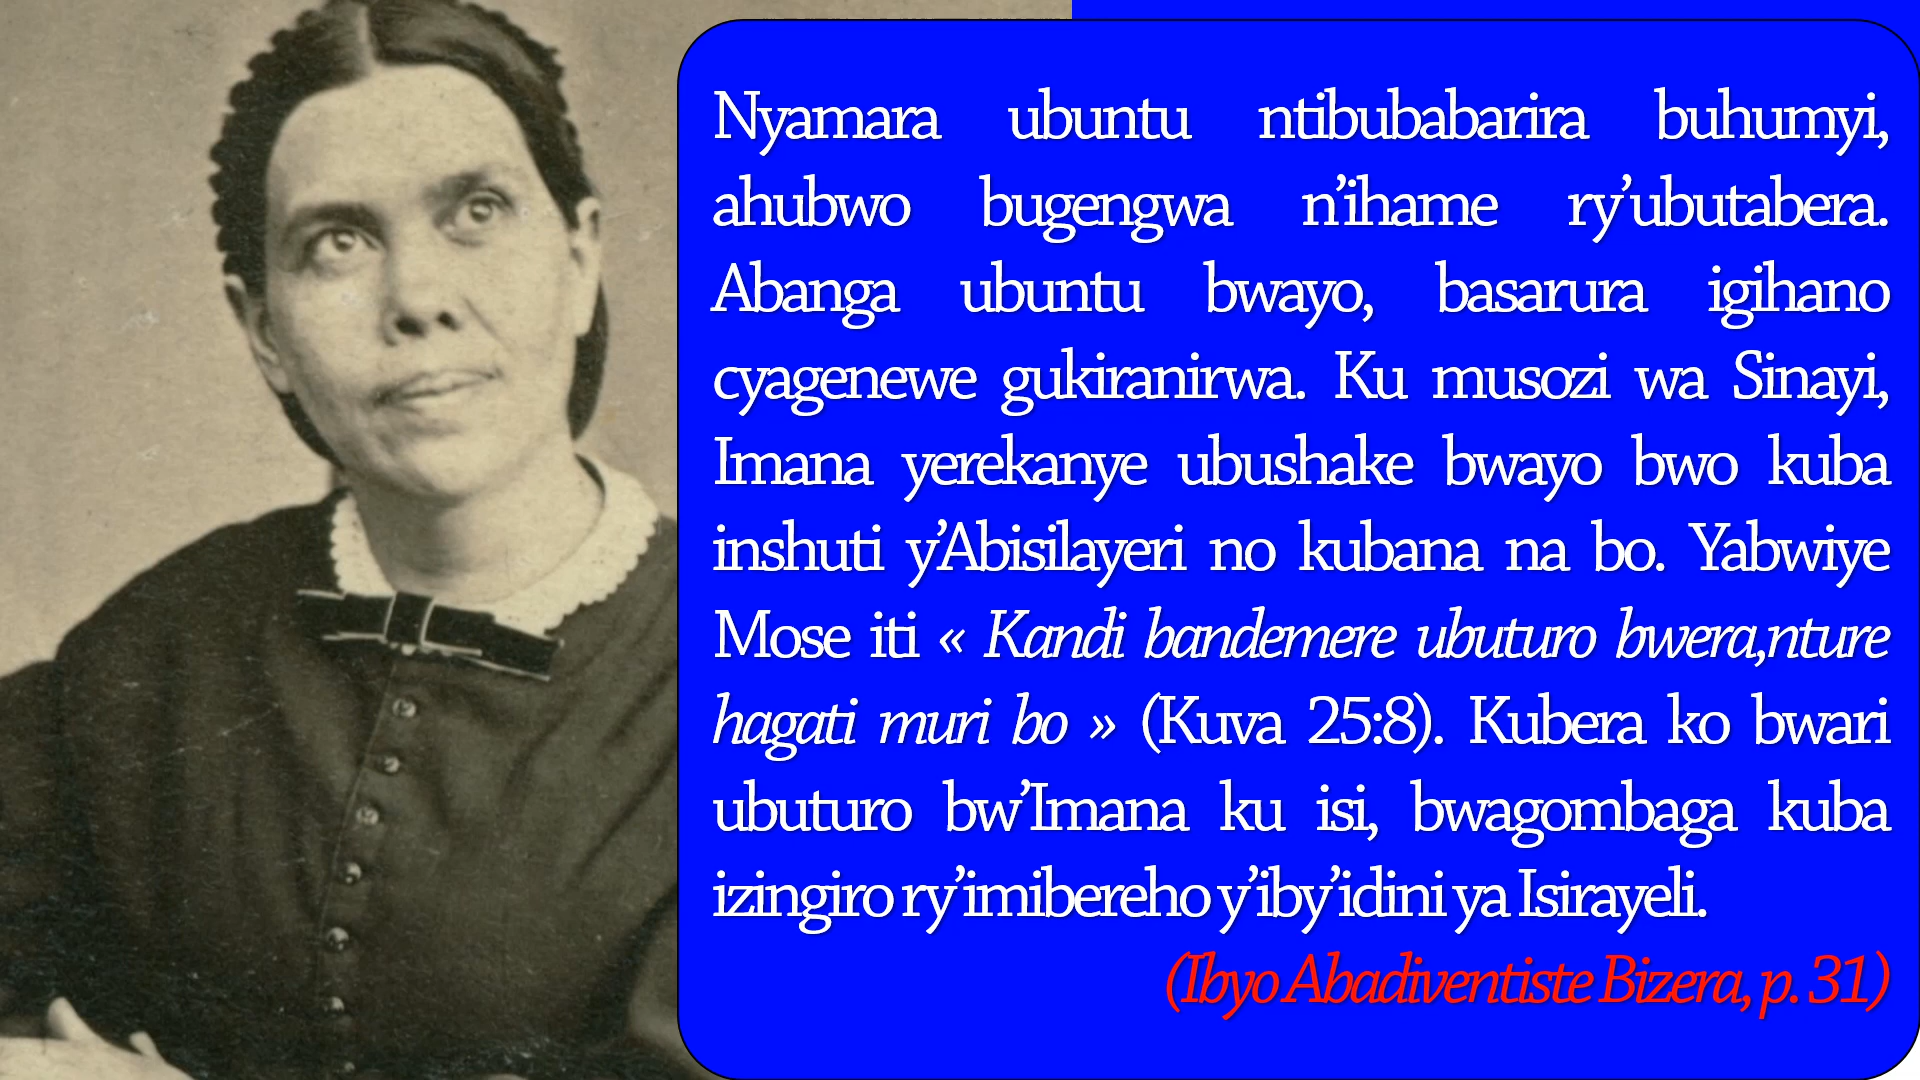 Nyamara ubuntu ntibubabarira buhumyi,
ahubwo bugengwa n’ihame ry’ubutabera.
Abanga ubuntu bwayo, basarura igihano
cyagenewe gukiranirwa. Ku musozi wa Sinayi,
Imana yerekanye ubushake bwayo bwo kuba
inshuti y’Abisilayeri no kubana na bo. Yabwiye
Mose iti « Kandi bandemere ubuturo bwera,nture
hagati muri bo » (Kuva 25:8). Kubera ko bwari
ubuturo bw’Imana ku isi, bwagombaga kuba
izingiro ry’imibereho y’iby’idini ya Isirayeli.
(Ibyo Abadiventiste Bizera, p. 31)